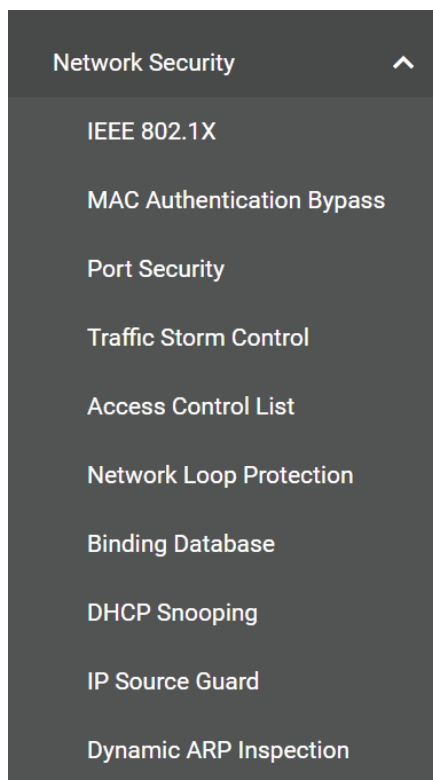 Network Security
IEEE 802.1X
MAC Authentication Bypass
Port Security
Traffic Storm Control
Access Control List
Network Loop Protection
Binding Database
DHCP Snooping
IP Source Guard
Dynamic ARP Inspection